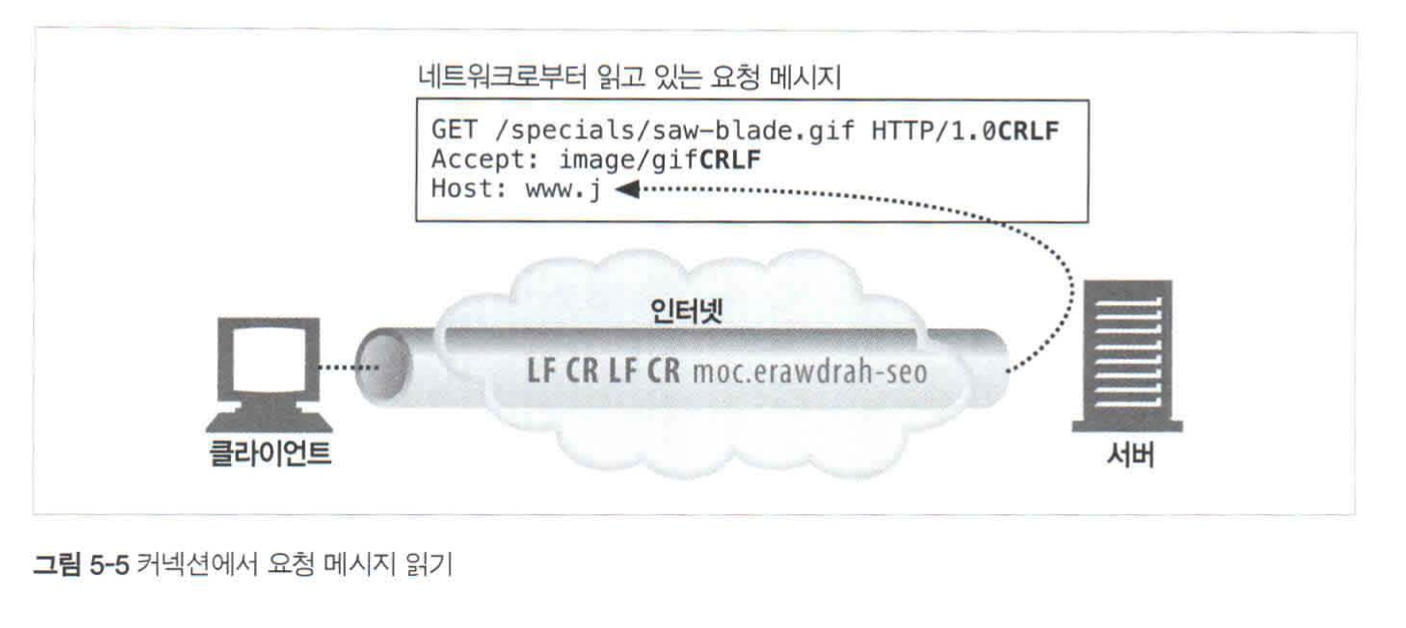 네트워크로부터 읽고 있는 요청 메시지
GET /specials/saw-blade.gif HTTP/1.0CRLF
Accept: image/gifCRLF
Host: www.j
인터넷
LF CR LF CR moc.erawdrah-seo
클라이언트
서버
그림 5-5 커넥션에서 요청 메시지 읽기